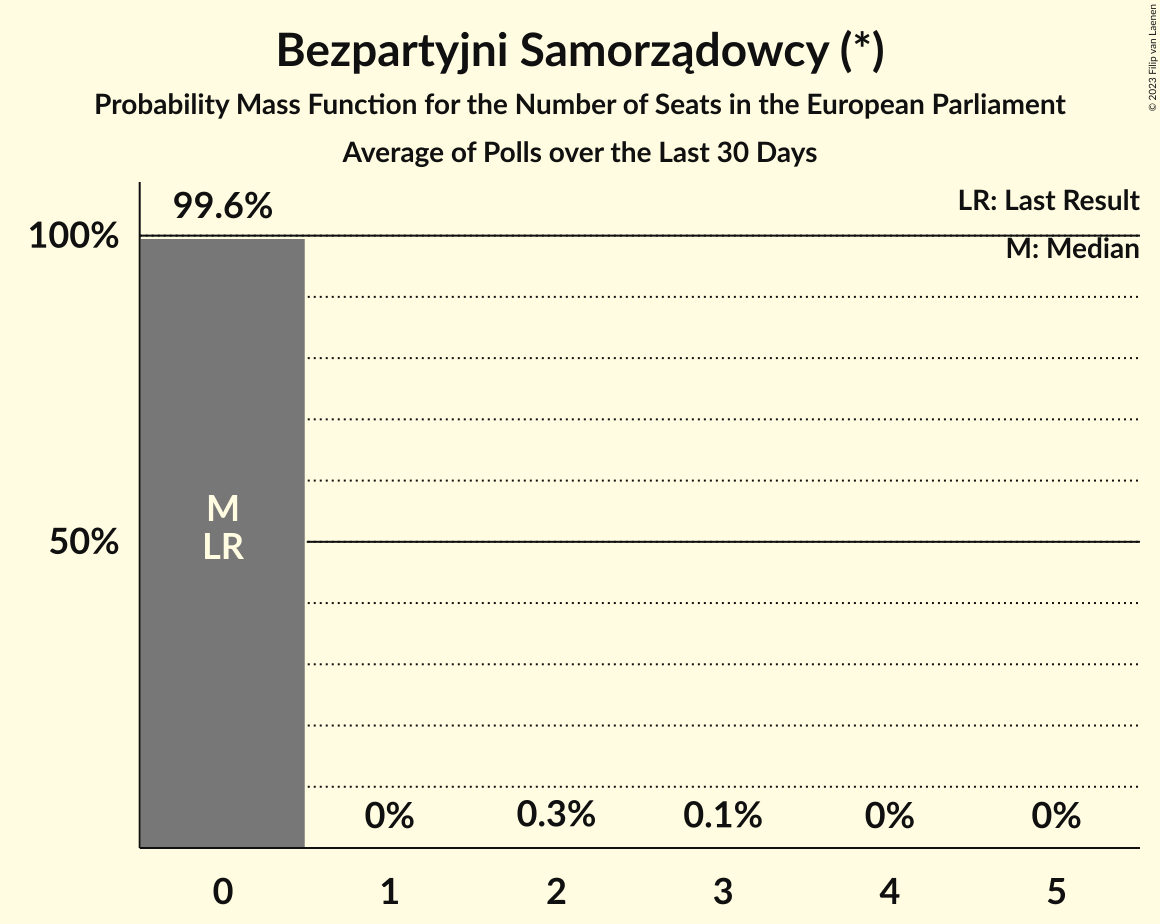 Bezpartyjni Samorządowcy (*)
Probability Mass Function for the Number of Seats in the European Parliament
Average of Polls over the Last 30 Days
© 2023 Filip van Laenen
LR: Last Result
M: Median
99.6%
100%
50%
M
LR
0%
0.3%
0.1%
0%
0%
0 1 2 3 4 5